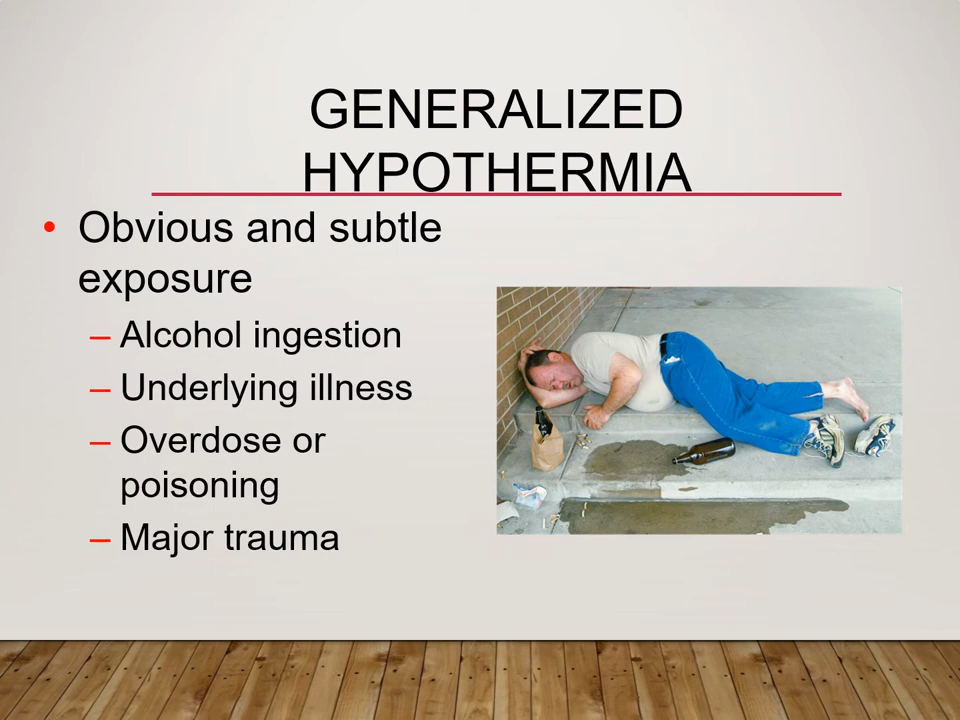 GENERALIZED
HYPOTHERMIA
• Obvious and subtle
exposure
– Alcohol ingestion
– Underlying illness
– Overdose or
poisoning
– Major trauma